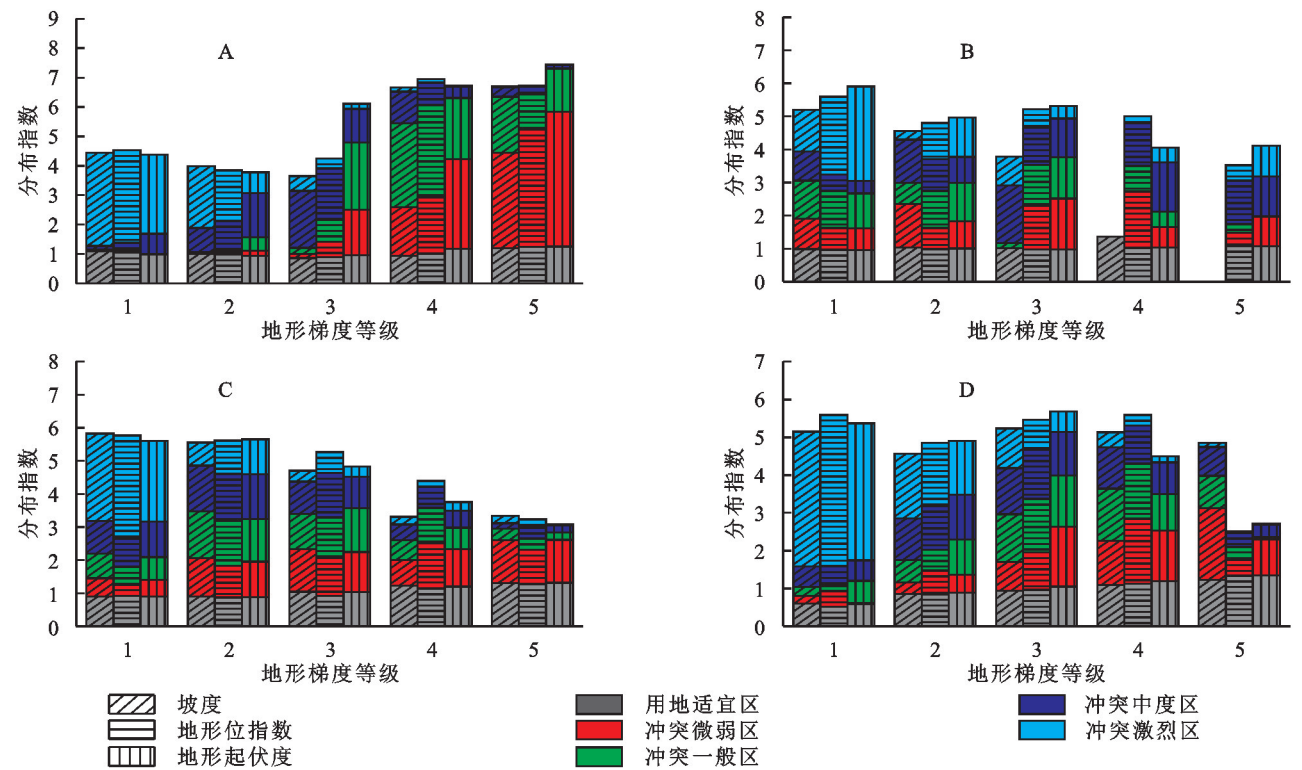 A
9
8
7
6
5
4
3
2
1
0
分布指数
1 2 3 4 5
地形梯度等级
B
8
7
6
5
4
3
2
1
0
分布指数
1 2 3 4 5
地形梯度等级
C
8
7
6
5
4
3
2
1
0
分布指数
1 2 3 4 5
地形梯度等级
D
7
6
5
4
3
2
1
0
分布指数
1 2 3 4 5
地形梯度等级
坡度
地形位指数
地形起伏度
用地适宜区
冲突微弱区
冲突一般区
冲突中度区
冲突激烈区